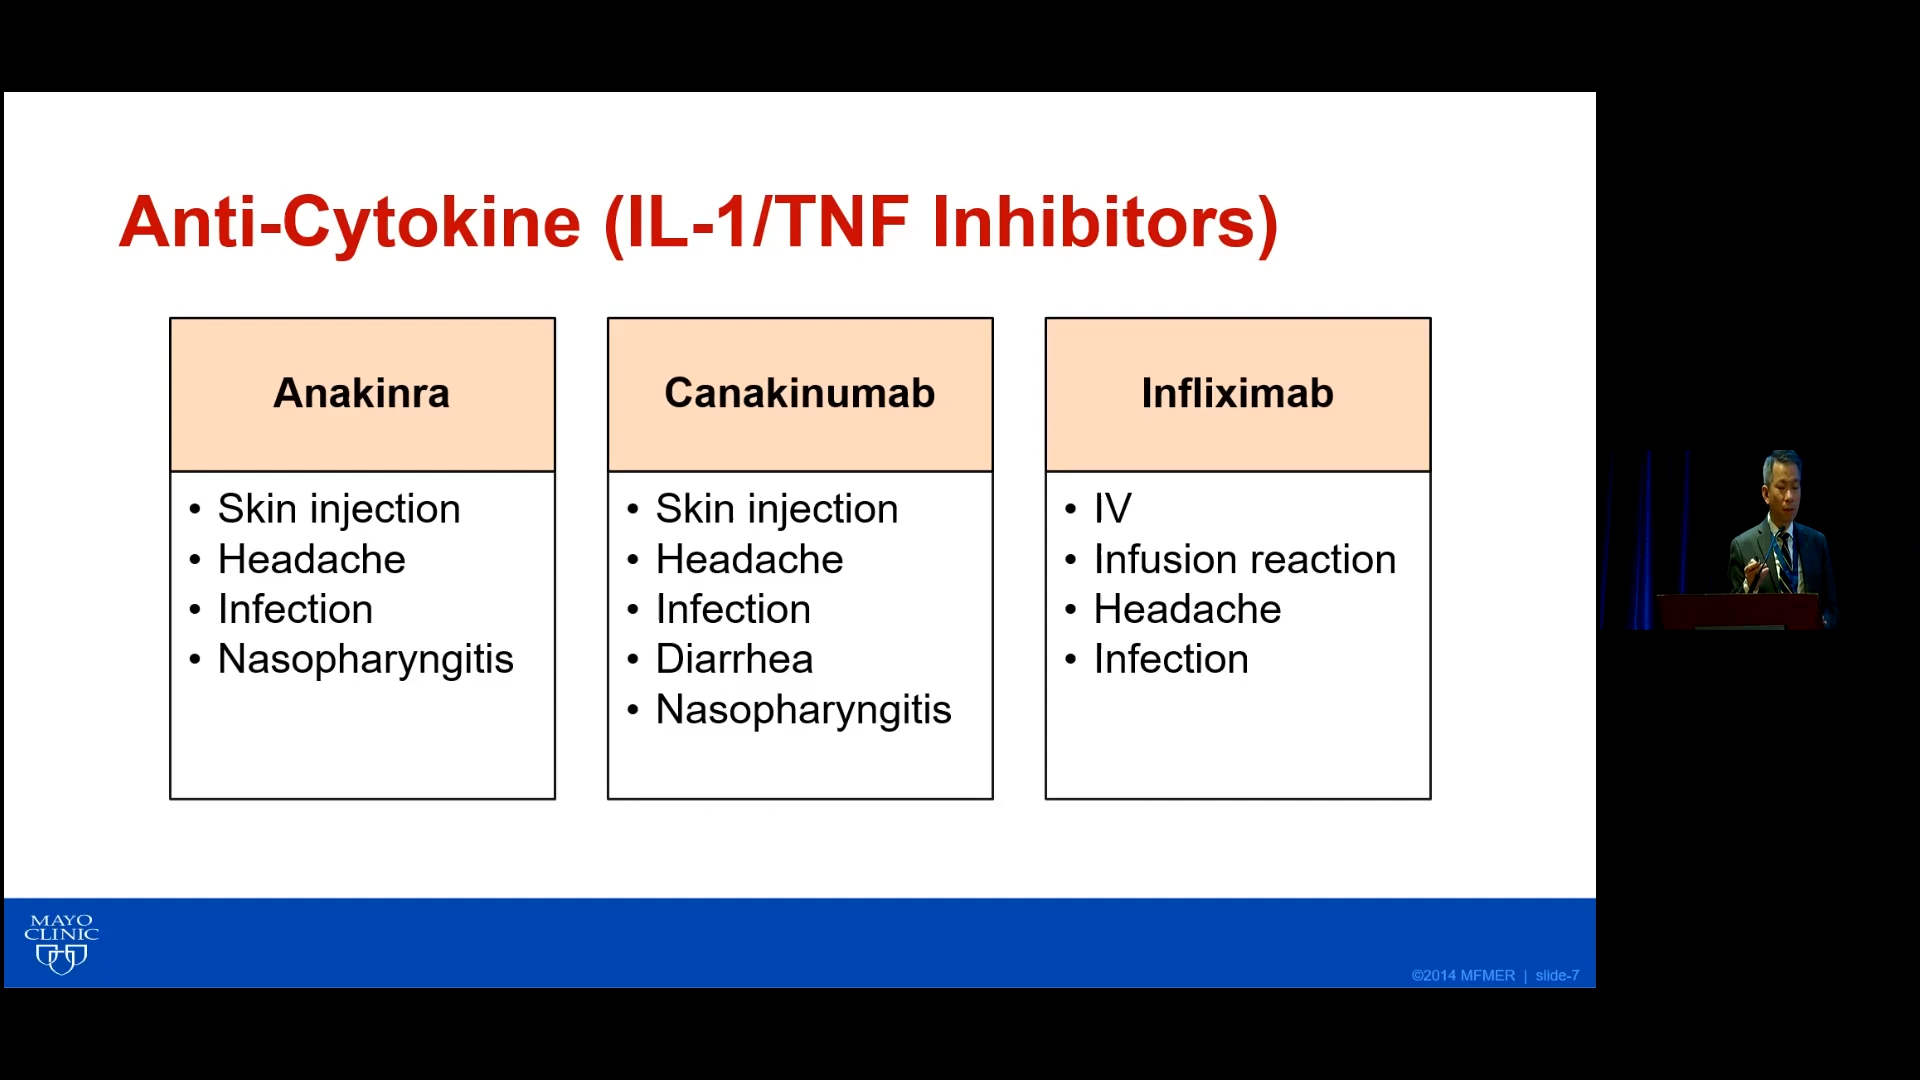 Anti-Cytokine (IL-1/TNF Inhibitors)
Anakinra
• Skin injection
• Headache
• Infection
• Nasopharyngitis
Canakinumab
• Skin injection
• Headache
• Infection
• Diarrhea
• Nasopharyngitis
Infliximab
• IV
• Infusion reaction
• Headache
• Infection
MAYO
CLINIC
©2014 MFMER | slide-7